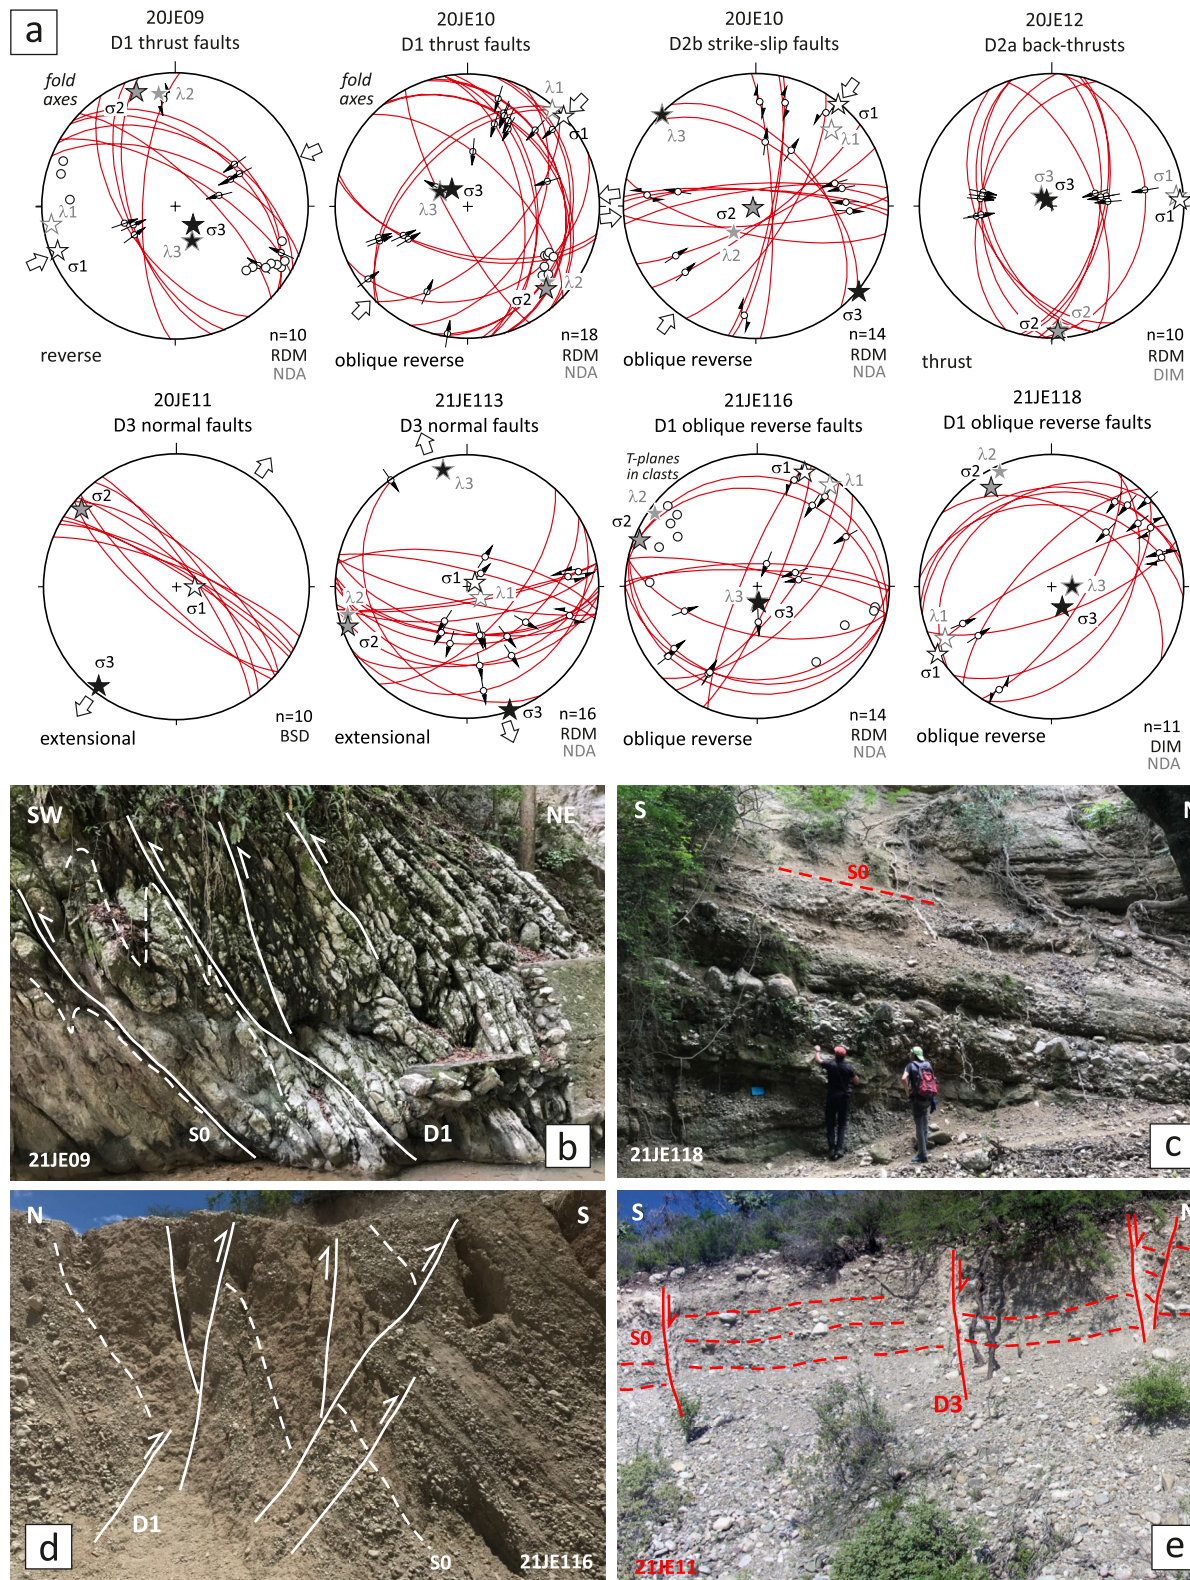 a
20JE09
D1 thrust faults
fold
axes
σ2
λ2
λ1
σ1
σ3
λ3
reverse
n=10
RDM
NDA
20JE10
D1 thrust faults
fold
axes
λ1
σ1
σ3
λ3
σ2
λ2
oblique reverse
n=18
RDM
NDA
20JE10
D2b strike-slip faults
λ3
σ1
λ1
σ2
λ2
σ3
oblique reverse
n=14
RDM
NDA
20JE12
D2a back-thrusts
σ3
σ3
σ1
σ1
σ2
σ2
thrust
n=10
RDM
DIM
20JE11
D3 normal faults
σ2
σ1
σ3
extensional
n=10
BSD
21JE113
D3 normal faults
λ3
σ1
λ1
λ2
σ2
σ3
extensional
n=16
RDM
NDA
21JE116
D1 oblique reverse faults
T-planes
in clasts
σ1
λ1
λ2
σ2
λ3
σ3
oblique reverse
n=14
RDM
NDA
21JE118
D1 oblique reverse faults
λ2
σ2
λ3
σ3
λ1
σ1
oblique reverse
n=11
DIM
NDA
SW
NE
S0
D1
21JE09
b
S
N
S0
21JE118
c
N
S
D1
S0
d
21JE116
S
N
S0
D3
21JE11
e